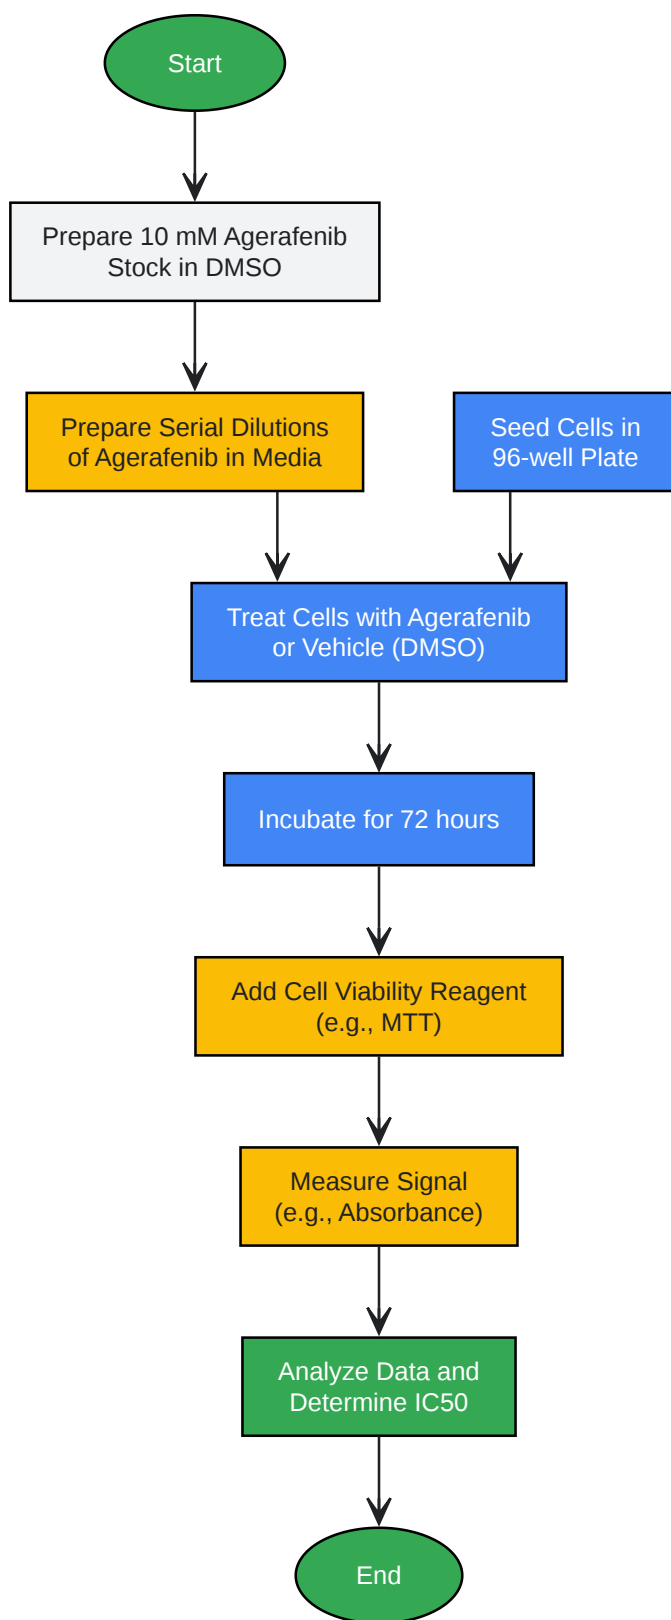 Start
Prepare 10 mM Agerafenib
Stock in DMSO
Prepare Serial Dilutions
of Agerafenib in Media
Seed Cells in
96-well Plate
Treat Cells with Agerafenib
or Vehicle (DMSO)
Incubate for 72 hours
Add Cell Viability Reagent
(e.g., MTT)
Measure Signal
(e.g., Absorbance)
Analyze Data and
Determine IC50
End